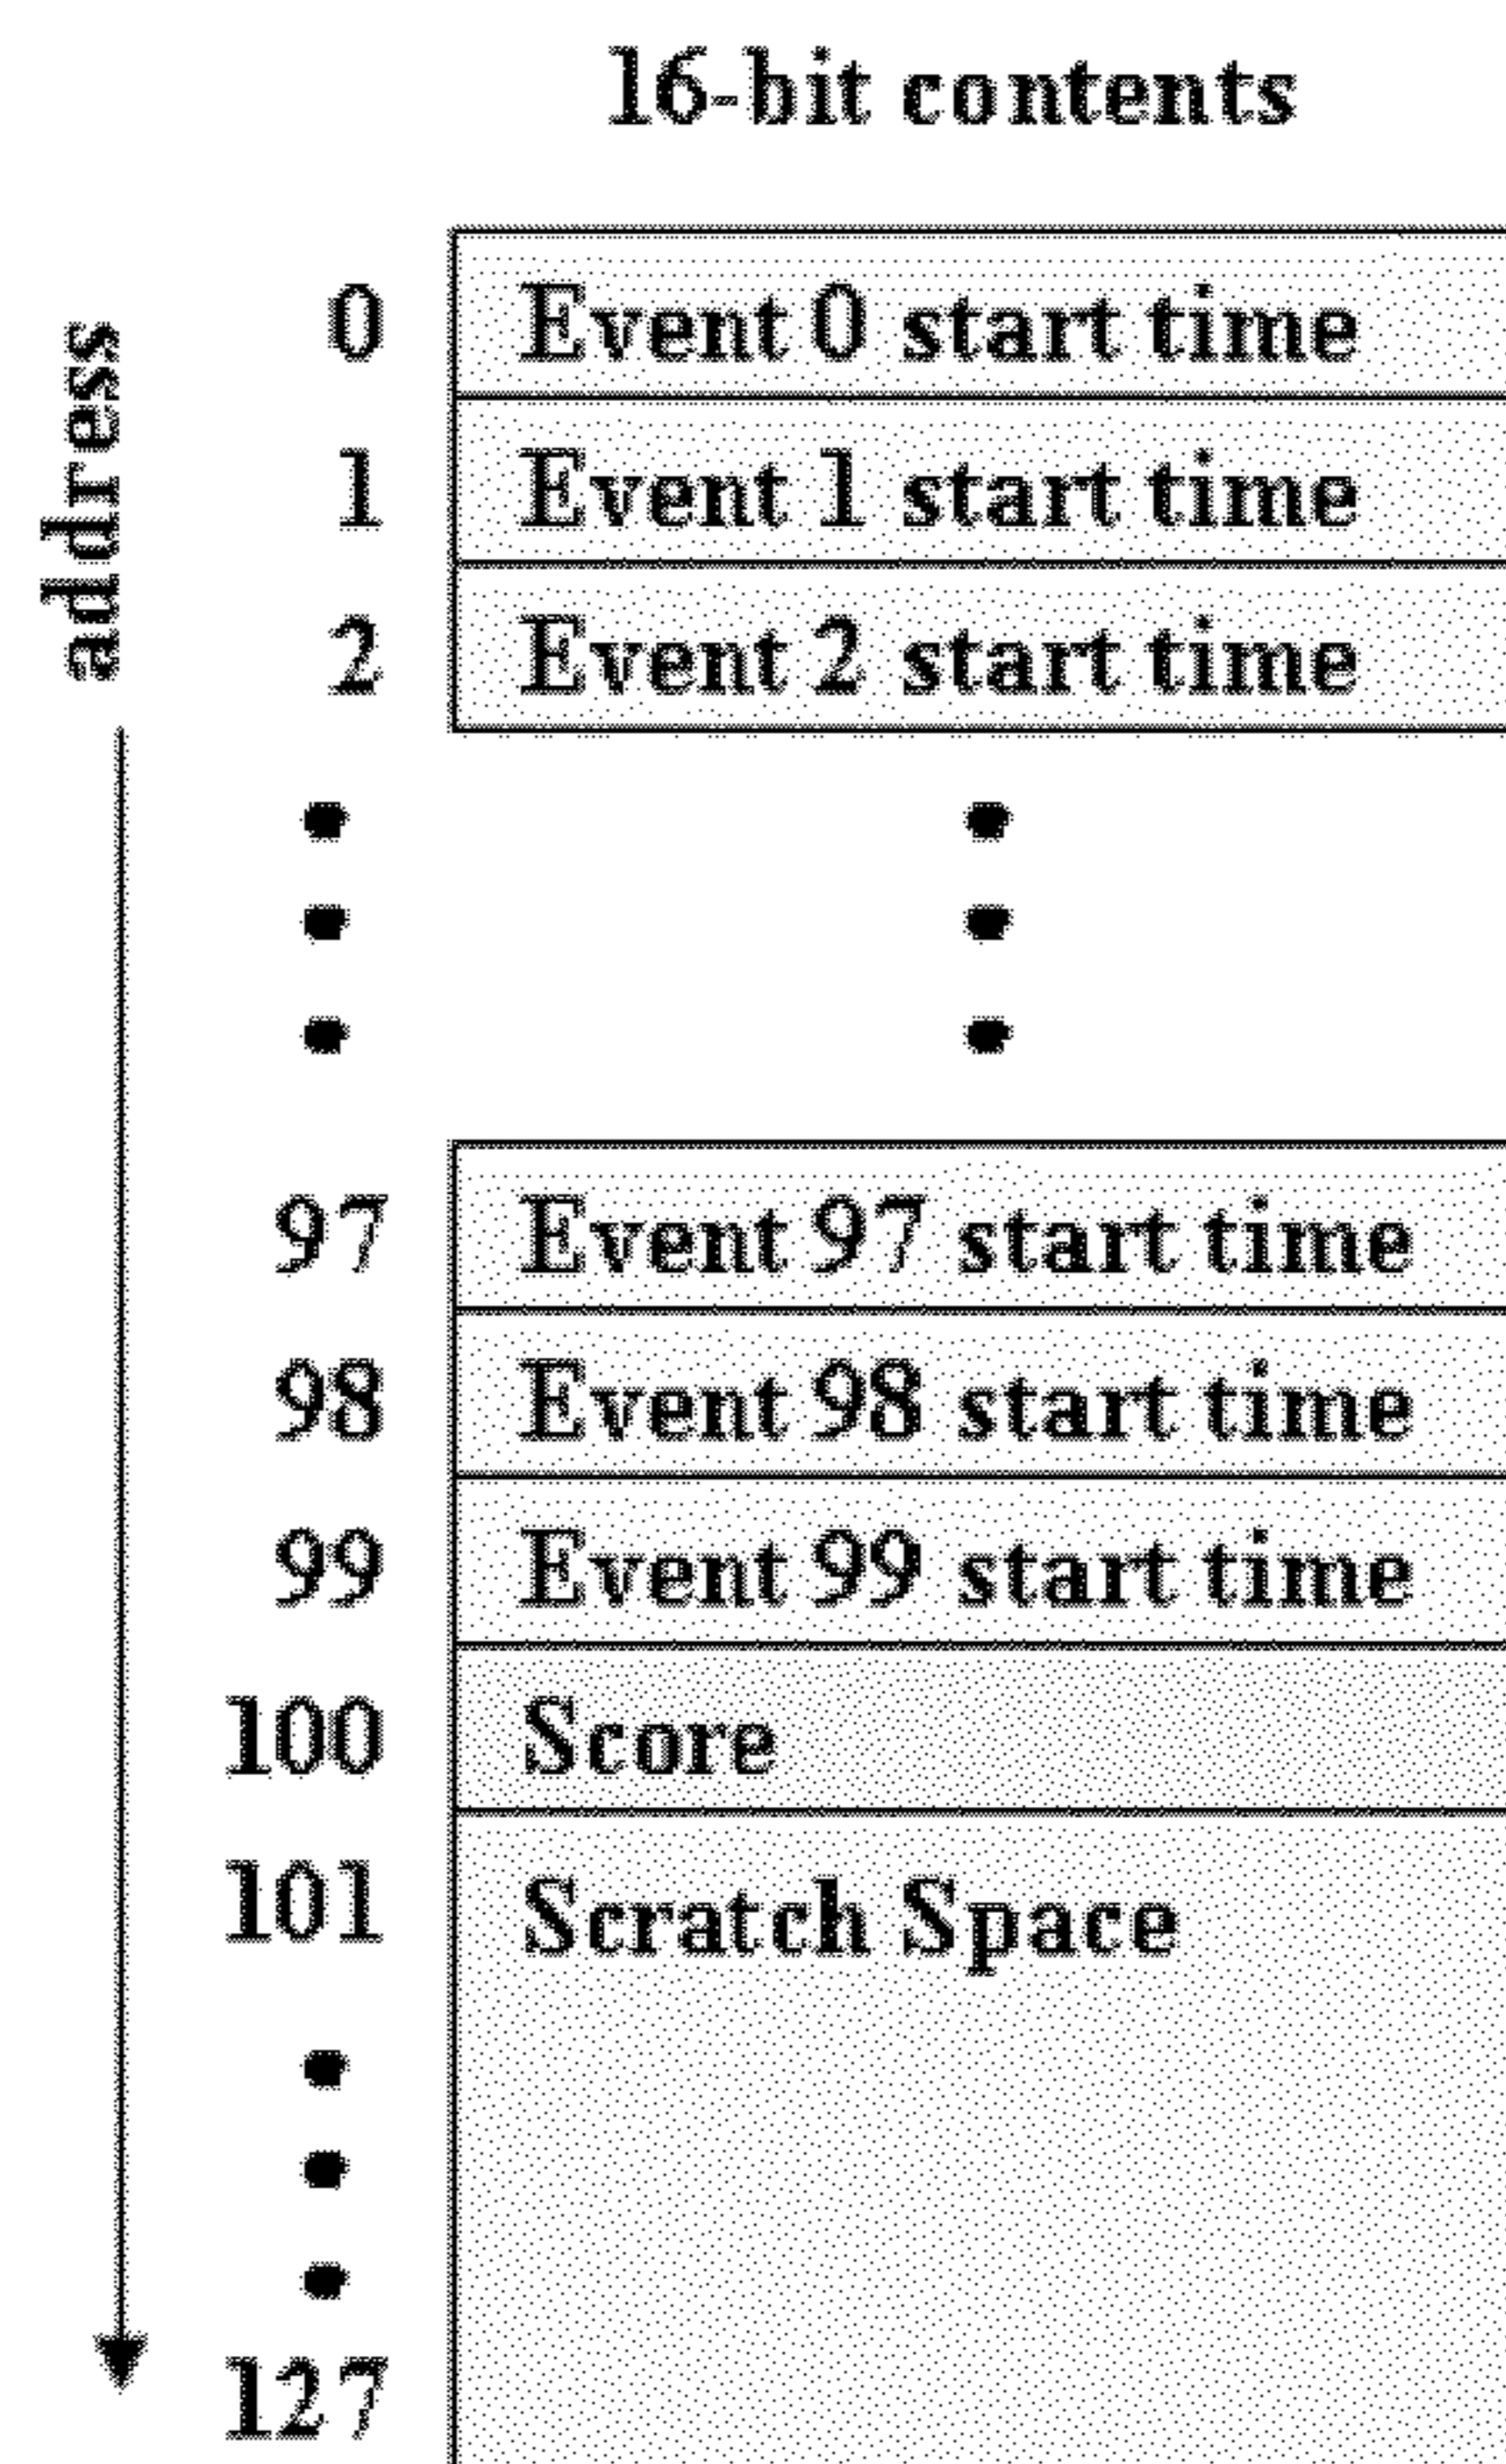 16-bit contents
address
0 Event 0 start time
1 Event 1 start time
2 Event 2 start time
97 Event 97 start time
98 Event 98 start time
99 Event 99 start time
100 Score
101 Scratch Space
127